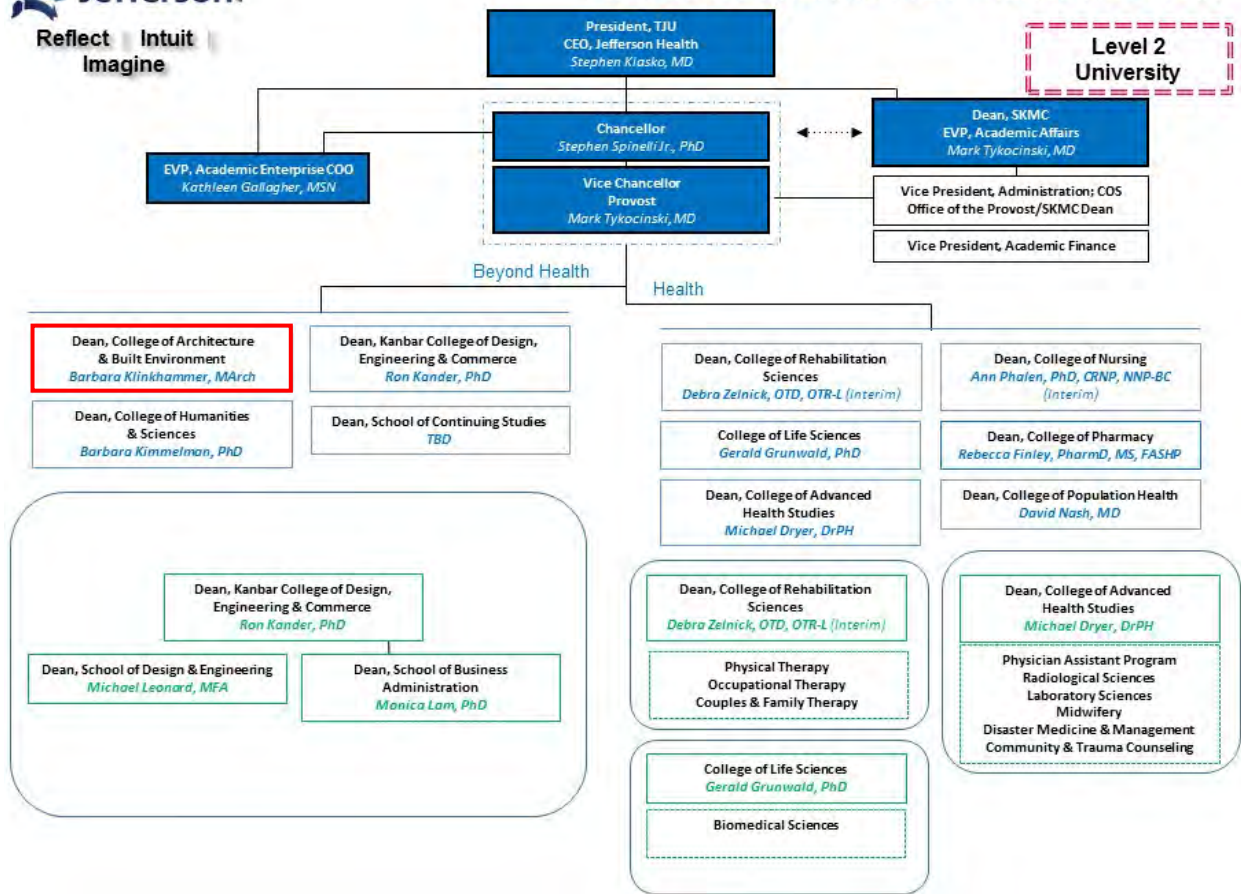 Jefferson
Reflect | Intuit |
Imagine
President, TJU
CEO, Jefferson Health
Stephen Klasko, MD
Level 2
University
Chancellor
Stephen Spinelli Jr., PhD
Dean, SKMC
EVP, Academic Affairs
Mark Tykocinski, MD
EVP, Academic Enterprise COO
Kathleen Gallagher, MSN
Vice Chancellor
Provost
Mark Tykocinski, MD
Vice President, Administration; COS
Office of the Provost/SKMC Dean
Vice President, Academic Finance
Beyond Health
Health
Dean, College of Architecture
& Built Environment
Barbara Klinkhammer, MArch
Dean, Kanbar College of Design,
Engineering & Commerce
Ron Kander, PhD
Dean, College of Humanities
& Sciences
Barbara Kimmelman, PhD
Dean, School of Continuing Studies
TBD
Dean, College of Rehabilitation
Sciences
Debra Zelnick, OTD, OTR-L (Interim)
Dean, College of Nursing
Ann Phalen, PhD, CRNP, NNP-BC
(Interim)
College of Life Sciences
Gerald Grunwald, PhD
Dean, College of Pharmacy
Rebecca Finley, PharmD, MS, FASHP
Dean, College of Advanced
Health Studies
Michael Dryer, DrPH
Dean, College of Population Health
David Nash, MD
Dean, Kanbar College of Design,
Engineering & Commerce
Ron Kander, PhD
Dean, School of Design & Engineering
Michael Leonard, MFA
Dean, School of Business
Administration
Monica Lam, PhD
Dean, College of Rehabilitation
Sciences
Debra Zelnick, OTD, OTR-L (Interim)
Physical Therapy
Occupational Therapy
Couples & Family Therapy
Dean, College of Advanced
Health Studies
Michael Dryer, DrPH
Physician Assistant Program
Radiological Sciences
Laboratory Sciences
Midwifery
Disaster Medicine & Management
Community & Trauma Counseling
College of Life Sciences
Gerald Grunwald, PhD
Biomedical Sciences